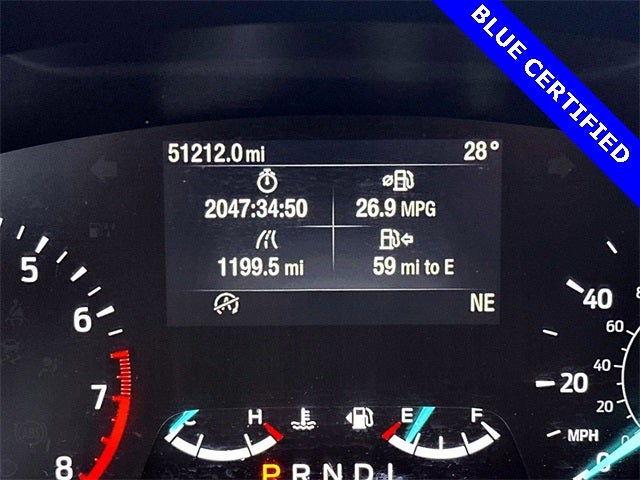 BLUE CERTIFIED
51212.0 mi 28°
2047:34:50 26.9 MPG
1199.5 mi 59 mi to E
NE
5
6
7
8
C H E F
P R N D L
40
20
0
MPH
60
40
20